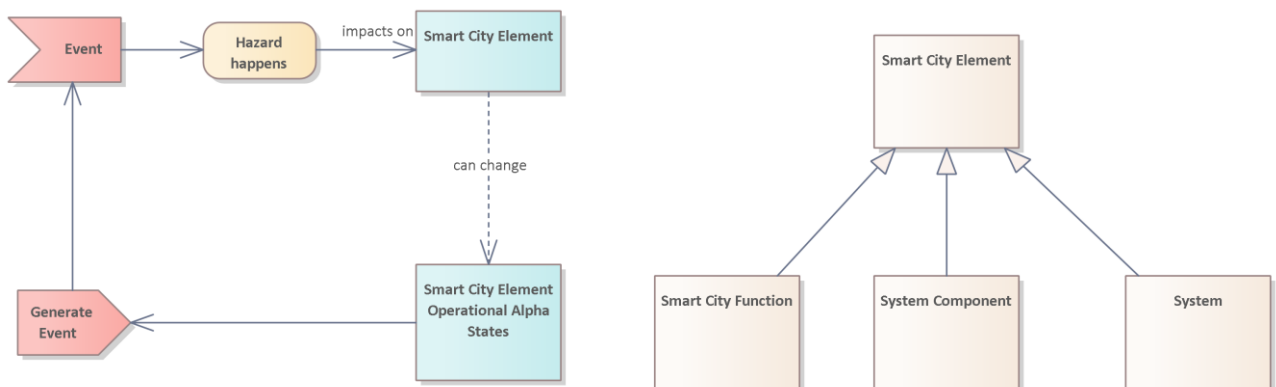 Event
Hazard
happens
impacts on
Smart City Element
can change
Smart City Element
Operational Alpha
States
Generate
Event
Smart City Element
Smart City Function
System Component
System